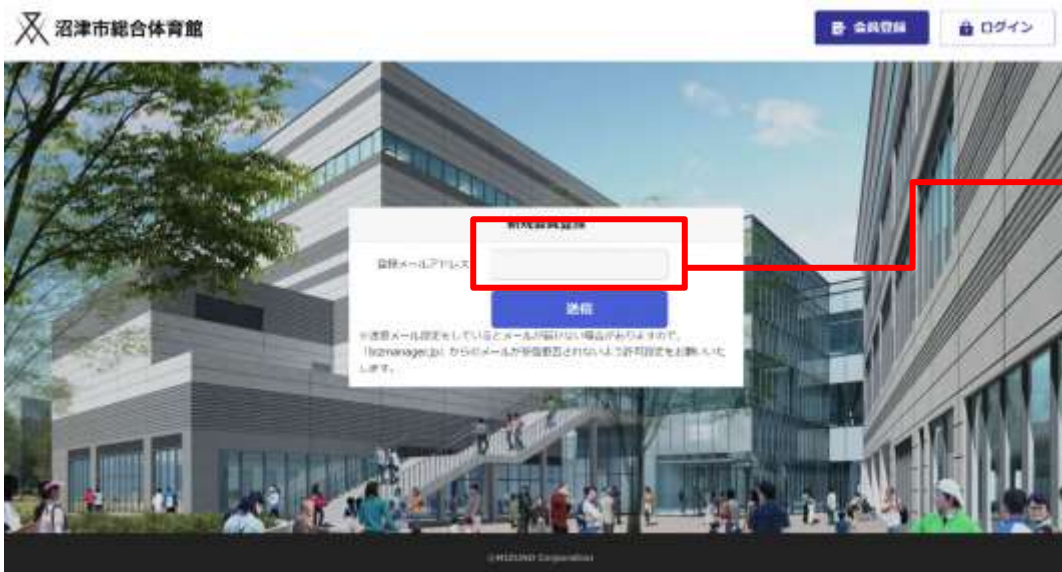 沼津市総合体育館
会員登録
ログイン
新規会員登録
登録メールアドレス
送信
※迷惑メール設定をしているとメールが届かない場合がありますので、
「bizmanager.jp」からのメールが受信拒否されないよう許可設定をお願いいた
します。
©MIZUNO Corporation